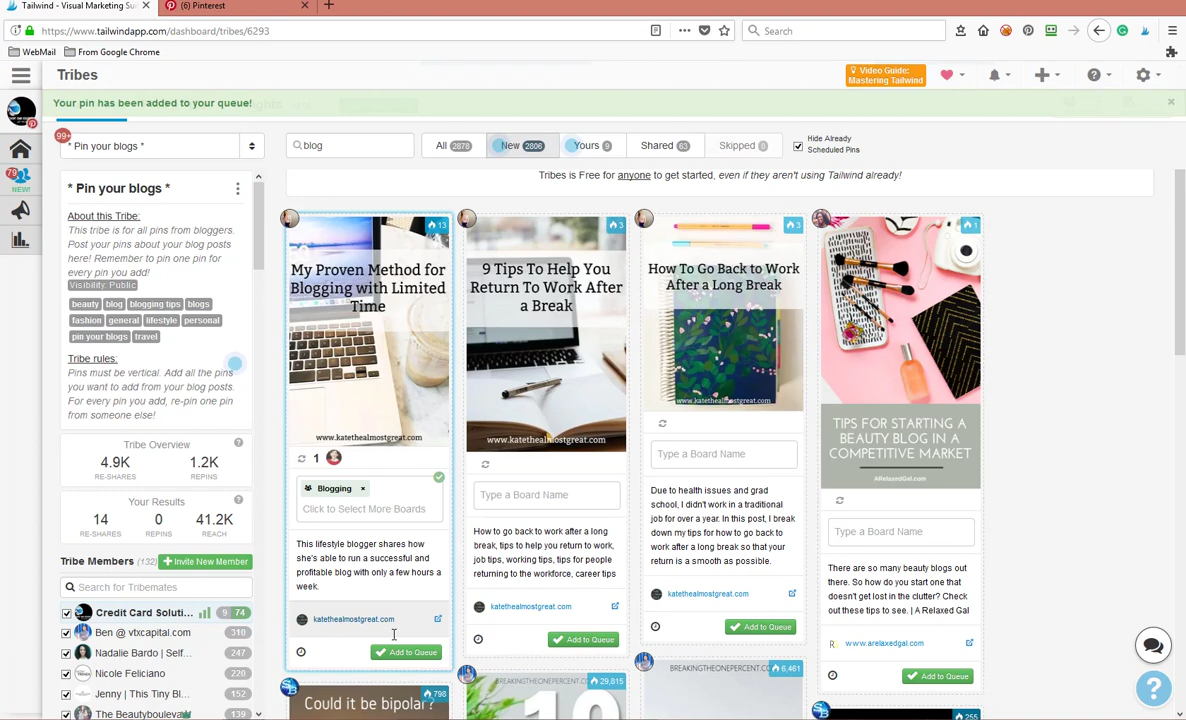 Tailwind - Visual Marketing Su
(6) Pinterest
https://www.tailwindapp.com/dashboard/tribes/6293
Search
WebMail
From Google Chrome
Tribes
Video Guide:
Mastering Tailwind
Your pin has been added to your queue!
99+
* Pin your blogs *
blog
All 2878
New 2806
Yours 9
Shared 63
Skipped 0
Hide Already
Scheduled Pins
79
NEW!
Tribes is Free for anyone to get started, even if they aren't using Tailwind already!
* Pin your blogs *
About this Tribe:
This tribe is for all pins from bloggers.
Post your pins about your blog posts
here! Remember to pin one pin for
every pin you add!
Visibility: Public
beauty blog blogging tips blogs
fashion general lifestyle personal
pin your blogs travel
Tribe rules:
Pins must be vertical. Add all the pins
you want to add from your blog posts.
For every pin you add, re-pin one pin
from someone else!
Tribe Overview
4.9K 1.2K
RE-SHARES REPINS
Your Results
14 0 41.2K
RE-SHARES REPINS REACH
Tribe Members (132)
Invite New Member
Search for Tribemates
Credit Card Soluti... 9 74
Ben @ vtxcapital.com 310
Nadalie Bardo | Self... 247
Nicole Feliciano 220
Jenny | This Tiny Bl... 152
139
13
My Proven Method for
Blogging with Limited
Time
www.katethealmostgreat.com
1
Blogging ×
Click to Select More Boards
This lifestyle blogger shares how
she's able to run a successful and
profitable blog with only a few hours a
week.
katethealmostgreat.com
Add to Queue
798
Could it be bipolar?
3
9 Tips To Help You
Return To Work After
a Break
www.katethealmostgreat.com
Type a Board Name
How to go back to work after a long
break, tips to help you return to work,
job tips, working tips, tips for people
returning to the workforce, career tips
katethealmostgreat.com
Add to Queue
29,815
3
How To Go Back to Work
After a Long Break
www.katethealmostgreat.com
Type a Board Name
Due to health issues and grad
school, I didn't work in a traditional
job for over a year. In this post, I break
down my tips for how to go back to
work after a long break so that your
return is a smooth as possible.
katethealmostgreat.com
Add to Queue
6,461
1
TIPS FOR STARTING A
BEAUTY BLOG IN A
COMPETITIVE MARKET
ARelaxedGal.com
Type a Board Name
There are so many beauty blogs out
there. So how do you start one that
doesn't get lost in the clutter? Check
out these tips to see. | A Relaxed Gal
www.arelaxedgal.com
Add to Queue
255